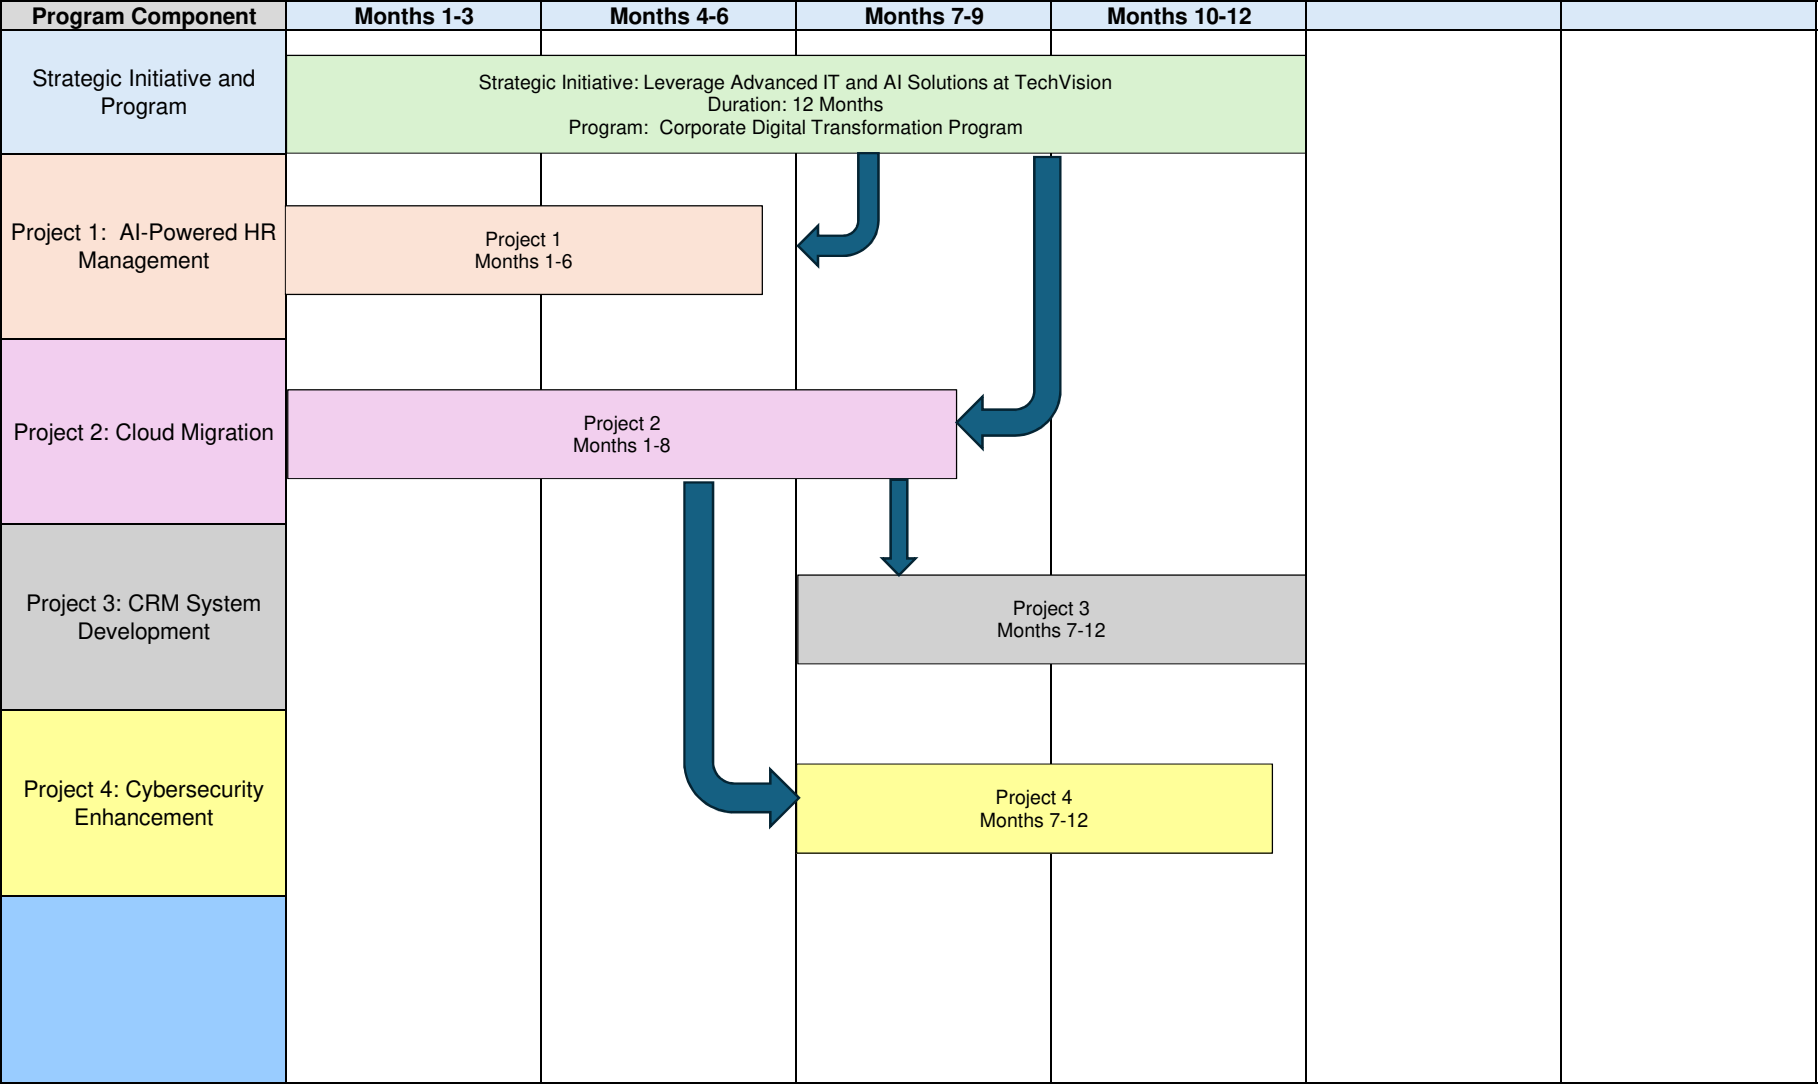 Program Component
Months 1-3
Months 4-6
Months 7-9
Months 10-12
Strategic Initiative and
Program
Strategic Initiative: Leverage Advanced IT and AI Solutions at TechVision
Duration: 12 Months
Program:  Corporate Digital Transformation Program
Project 1:  AI-Powered HR
Management
Project 1
Months 1-6
Project 2: Cloud Migration
Project 2
Months 1-8
Project 3: CRM System
Development
Project 3
Months 7-12
Project 4: Cybersecurity
Enhancement
Project 4
Months 7-12